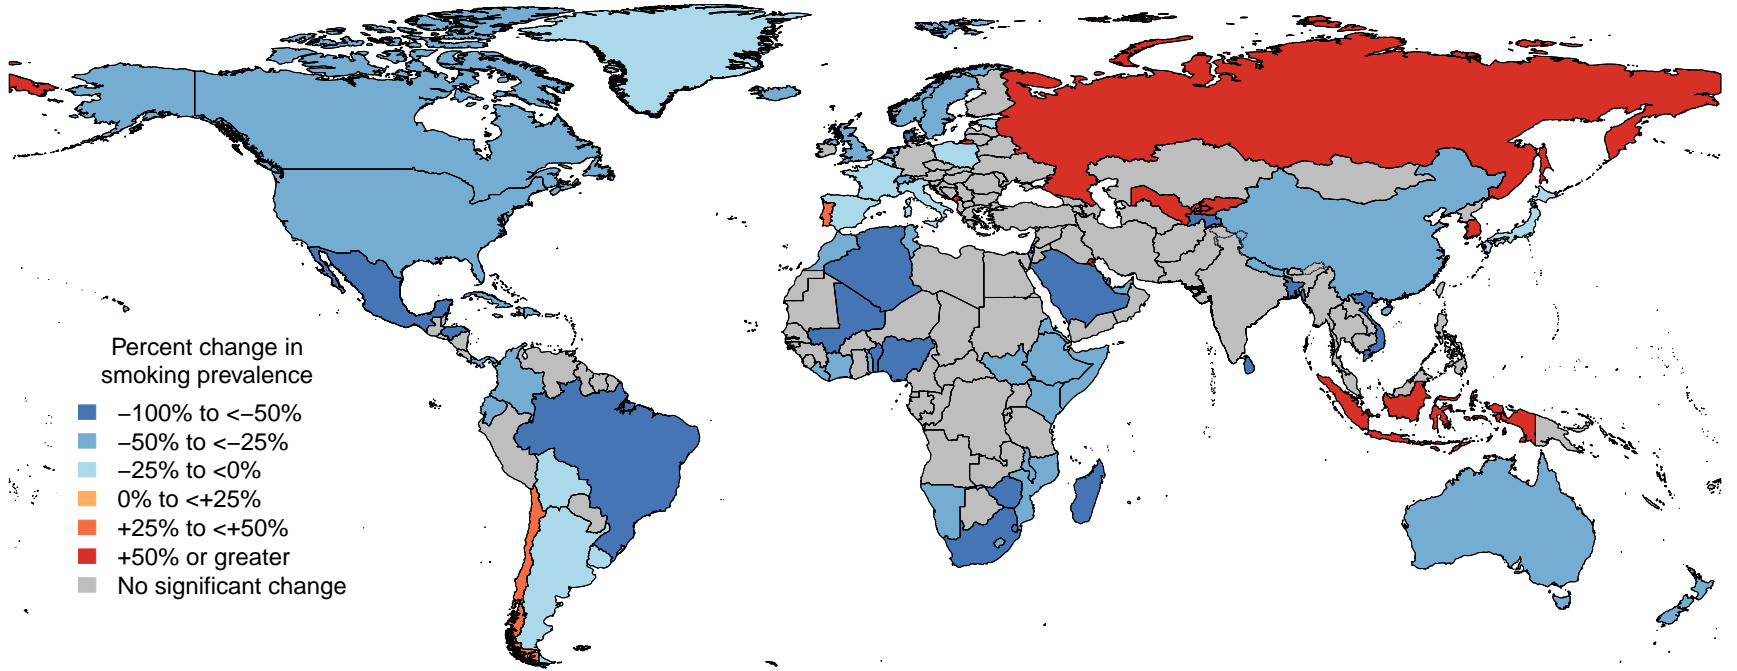 Percent change in
smoking prevalence
−100% to <−50%
−50% to <−25%
−25% to <0%
0% to <+25%
+25% to <+50%
+50% or greater
No significant change